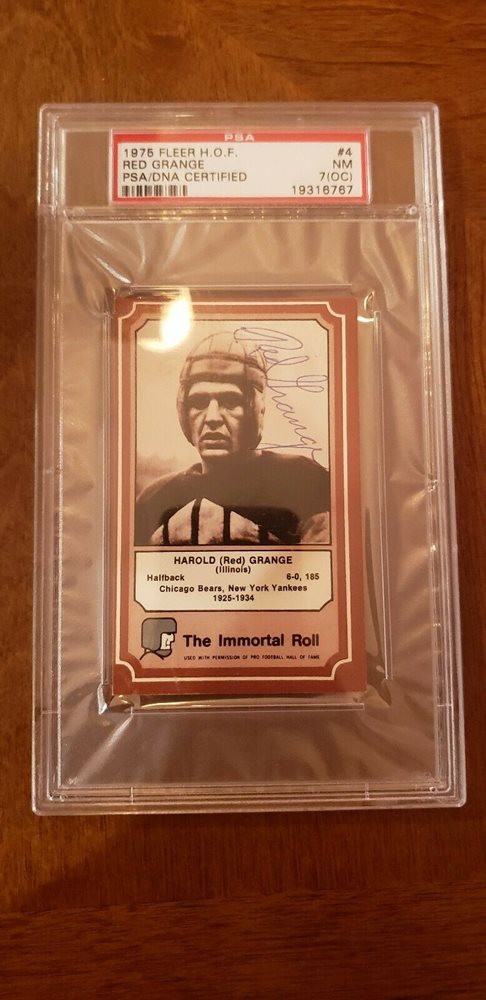 PSA
1975 FLEER H.O.F. #4
RED GRANGE NM
PSA/DNA CERTIFIED 7(OC)
19316767
Red Grange
HAROLD (Red) GRANGE
(Illinois)
Halfback 6-0, 185
Chicago Bears, New York Yankees
1925-1934
The Immortal Roll
USED WITH PERMISSION OF PRO FOOTBALL HALL OF FAME